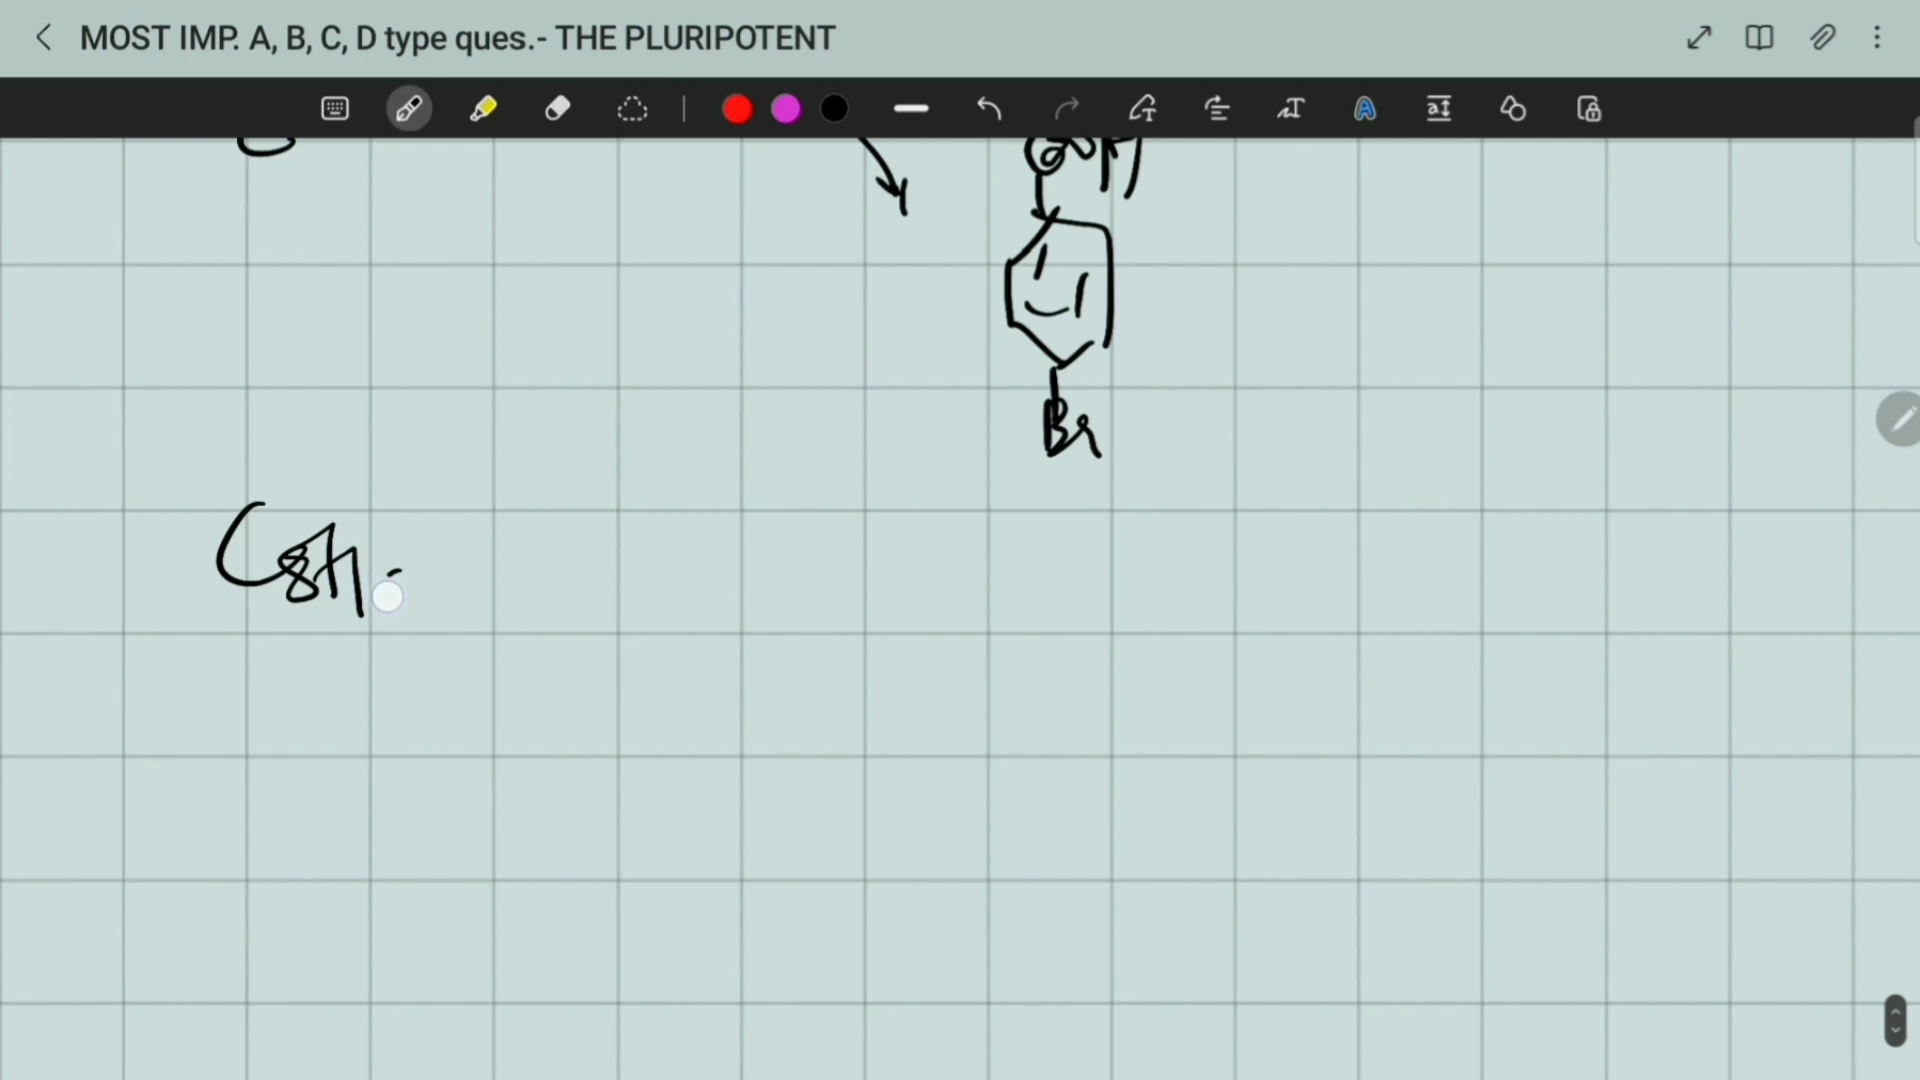 MOST IMP. A, B, C, D type ques.- THE PLURIPOTENT
Br
C8H